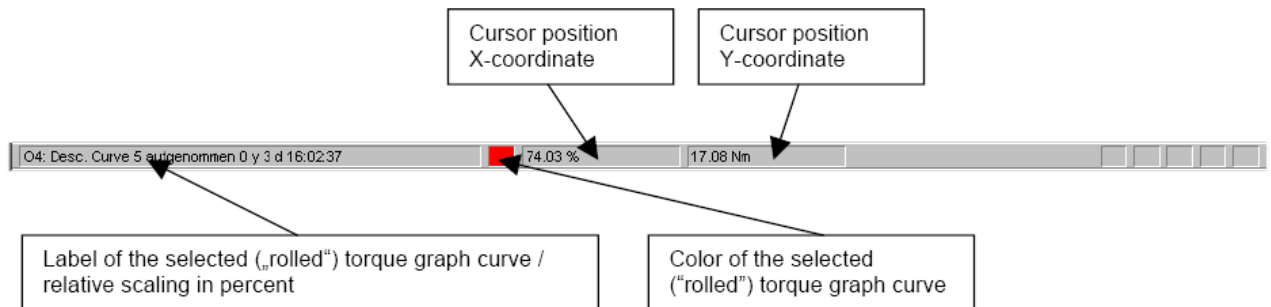 Cursor position
X-coordinate
Cursor position
Y-coordinate
O4: Desc. Curve 5 aufgenommen 0 y 3 d 16:02:37
74.03 %
17.08 Nm
Label of the selected („rolled“) torque graph curve /
relative scaling in percent
Color of the selected
(“rolled”) torque graph curve